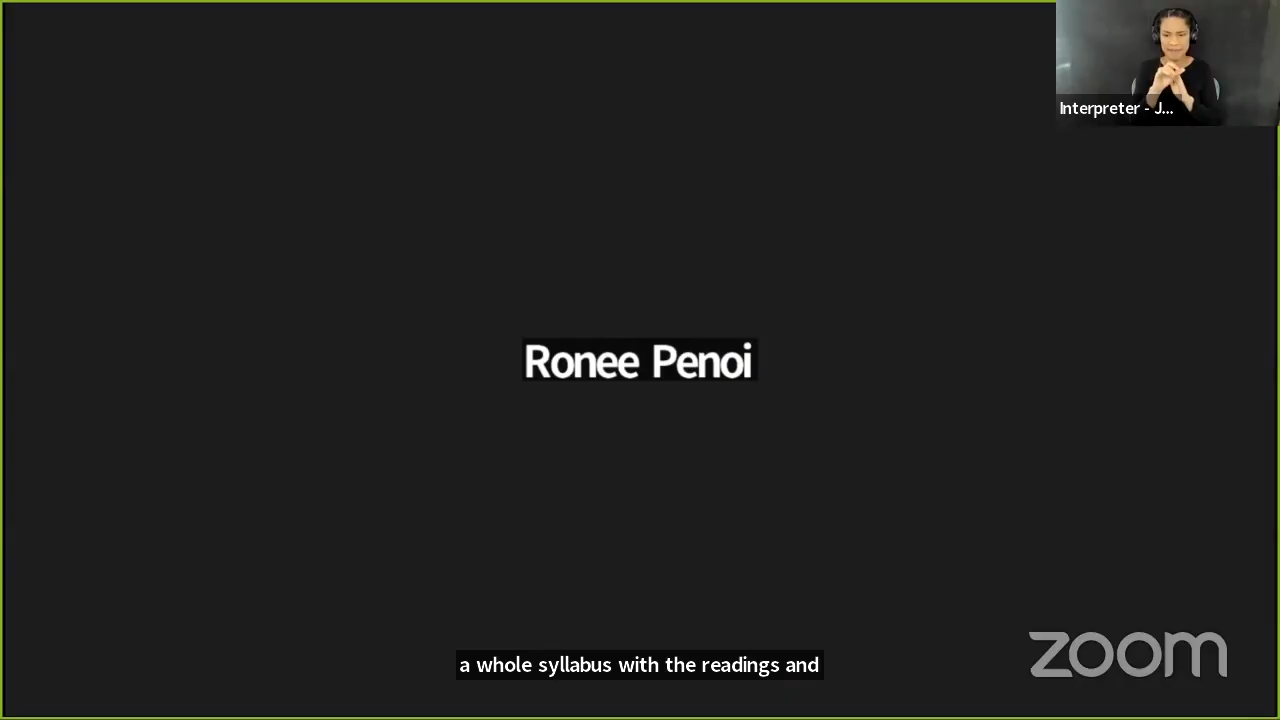 Interpreter - J...
Ronee Penoi
a whole syllabus with the readings and
zoom